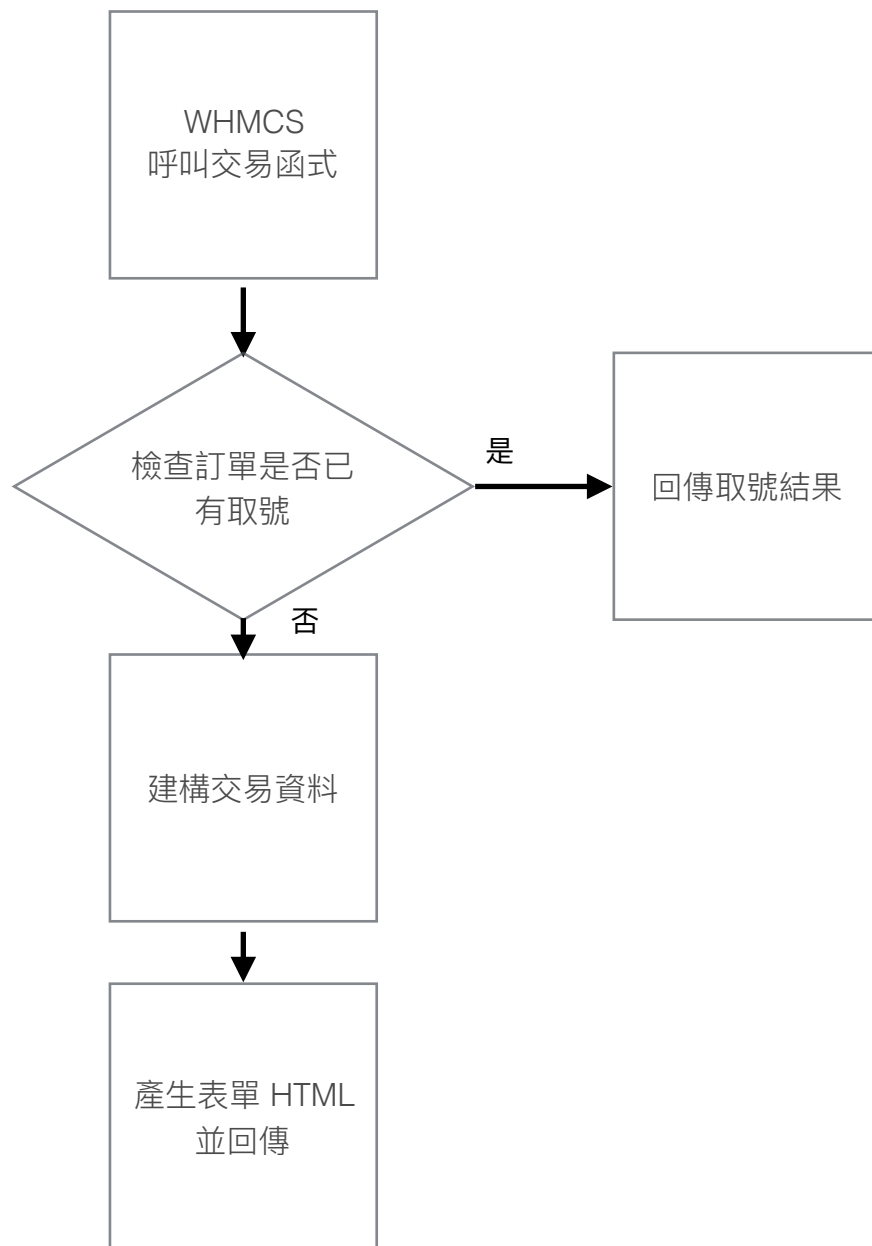 WHMCS
呼叫交易函式
檢查訂單是否已
有取號
是
回傳取號結果
否
建構交易資料
產生表單 HTML
並回傳